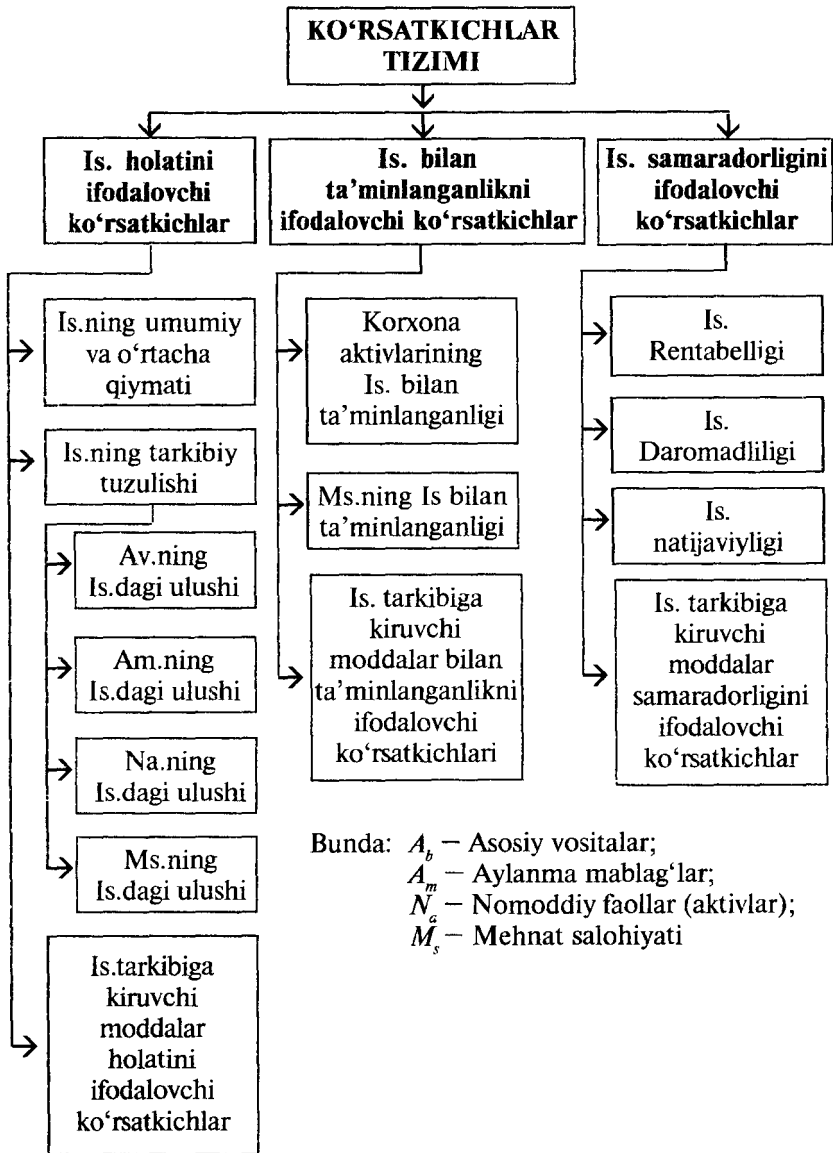 KO‘RSATKICHLAR
TIZIMI
Is. holatini
ifodalovchi
ko‘rsatkichlar
Is.ning umumiy
va o‘rtacha
qiymati
Is.ning tarkibiy
tuzulishi
Av.ning
Is.dagi ulushi
Am.ning
Is.dagi ulushi
Na.ning
Is.dagi ulushi
Ms.ning
Is.dagi ulushi
Is.tarkibiga
kiruvchi
moddalar
holatini
ifodalovchi
ko‘rsatkichlar
Is. bilan
ta’minlanganlikni
ifodalovchi ko‘rsatkichlar
Korxona
aktivlarining
Is. bilan
ta’minlanganligi
Ms.ning Is bilan
ta’minlanganligi
Is. tarkibiga
kiruvchi
moddalar bilan
ta’minlanganlikni
ifodalovchi
ko‘rsatkichlari
Is. samaradorligini
ifodalovchi
ko‘rsatkichlar
Is.
Rentabelligi
Is.
Daromadliligi
Is.
natijaviyligi
Is. tarkibiga
kiruvchi
moddalar
samaradorligini
ifodalovchi
ko‘rsatkichlar
Bunda: A_b – Asosiy vositalar;
A_m – Aylanma mablag‘lar;
N_a – Nomoddiy faollar (aktivlar);
M_s – Mehnat salohiyati